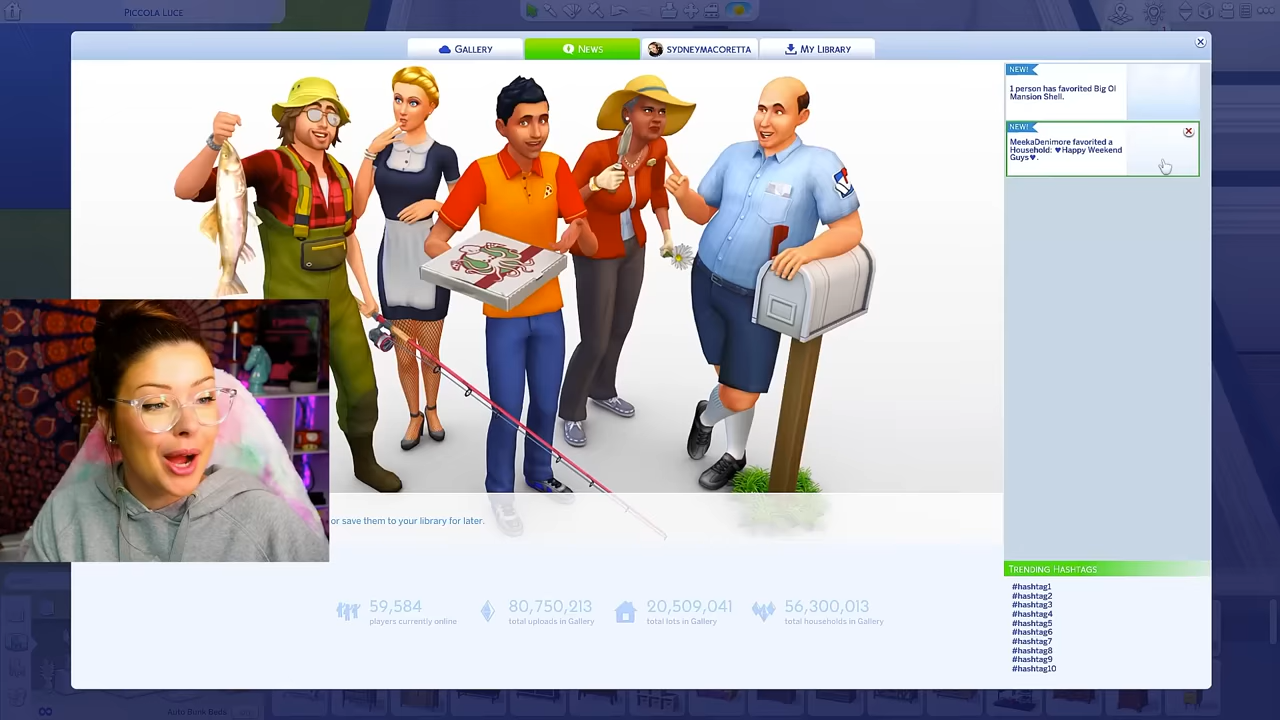 PICCOLA LUCE
GALLERY
NEWS
SYDNEYMACORETTA
MY LIBRARY
NEW!
1 person has favorited Big Ol
Mansion Shell.
NEW!
MeekaDenimore favorited a
Household: ♥Happy Weekend
Guys♥.
or save them to your library for later.
59,584
players currently online
80,750,213
total uploads in Gallery
20,509,041
total lots in Gallery
56,300,013
total households in Gallery
TRENDING HASHTAGS
#hashtag1
#hashtag2
#hashtag3
#hashtag4
#hashtag5
#hashtag6
#hashtag7
#hashtag8
#hashtag9
#hashtag10